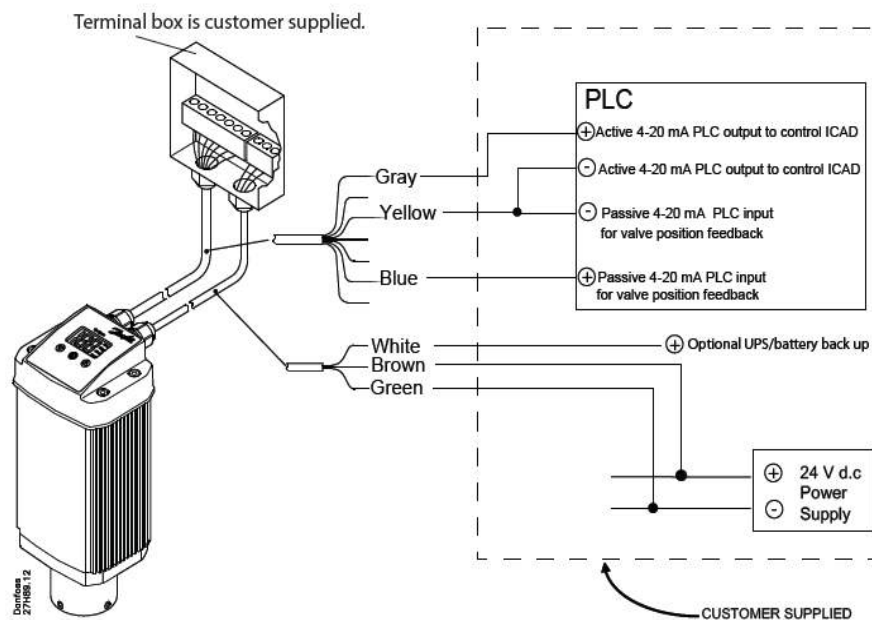 Terminal box is customer supplied.
PLC
+ Active 4-20 mA PLC output to control ICAD
- Active 4-20 mA PLC output to control ICAD
- Passive 4-20 mA PLC input
for valve position feedback
+ Passive 4-20 mA PLC input
for valve position feedback
Gray
Yellow
Blue
White
Brown
Green
+ Optional UPS/battery back up
+ 24 V d.c
Power
- Supply
Danfoss
Danfoss
27H89.12
CUSTOMER SUPPLIED